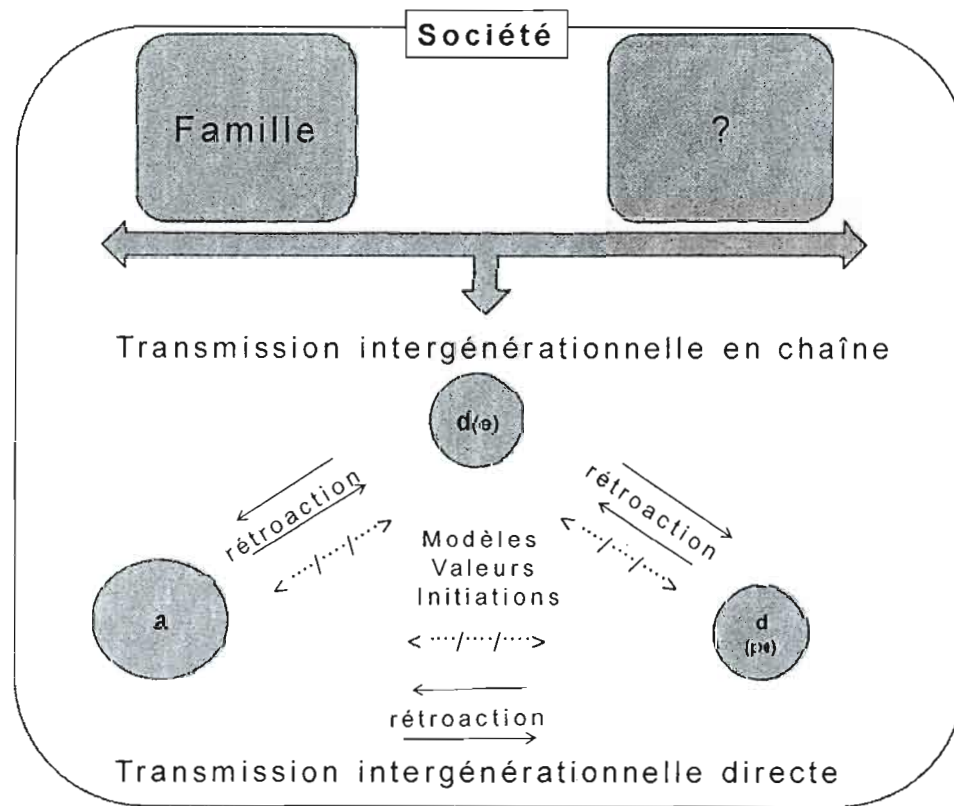 Société
Famille
?
Transmission intergénérationnelle en chaîne
d(e)
rétroaction
rétroaction
<····/····/····>
<····/····/····>
Modèles
Valeurs
Initiations
a
d
(pe)
<····/····/····>
rétroaction
Transmission intergénérationnelle directe